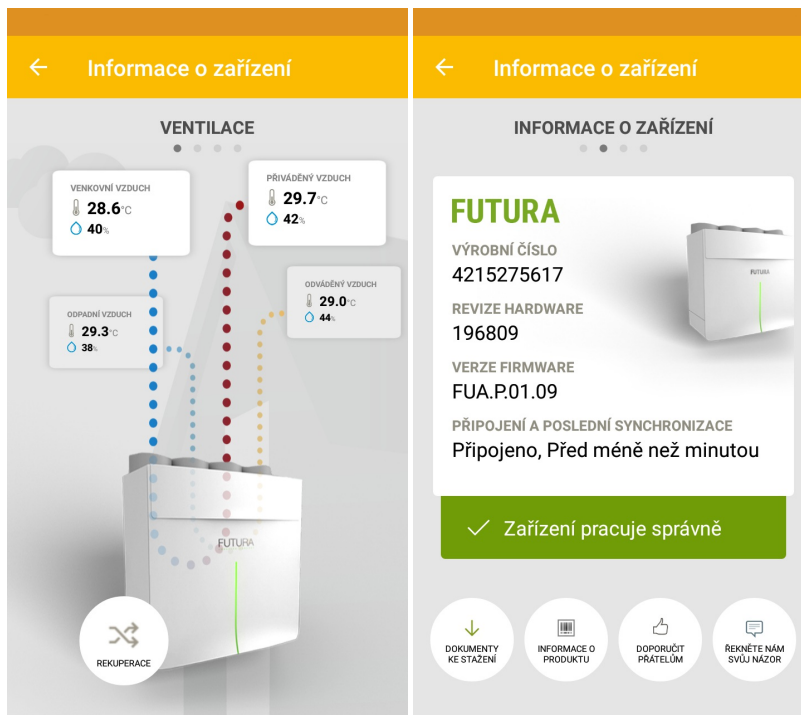 Informace o zařízení
VENTILACE
VENKOVNÍ VZDUCH
28.6°C
40%
PŘIVÁDĚNÝ VZDUCH
29.7°C
42%
ODPADNÍ VZDUCH
29.3°C
38%
ODVÁDĚNÝ VZDUCH
29.0°C
44%
FUTURA
REKUPERACE
Informace o zařízení
INFORMACE O ZAŘÍZENÍ
FUTURA
VÝROBNÍ ČÍSLO
4215275617
REVIZE HARDWARE
196809
VERZE FIRMWARE
FUA.P.01.09
PŘIPOJENÍ A POSLEDNÍ SYNCHRONIZACE
Připojeno, Před méně než minutou
FUTURA
Zařízení pracuje správně
DOKUMENTY
KE STAŽENÍ
INFORMACE O
PRODUKTU
DOPORUČIT
PŘÁTELŮM
ŘEKNĚTE NÁM
SVŮJ NÁZOR